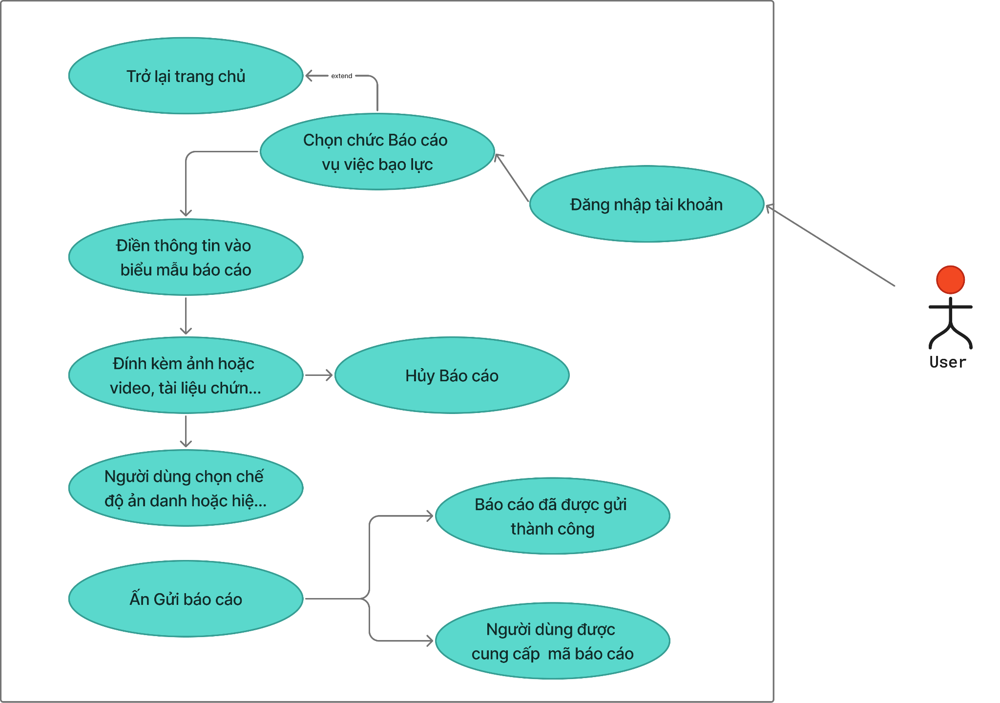 Trở lại trang chủ
extend
Chọn chức Báo cáo
vụ việc bạo lực
Đăng nhập tài khoản
Điền thông tin vào
biểu mẫu báo cáo
Đính kèm ảnh hoặc
video, tài liệu chứn...
Hủy Báo cáo
User
Người dùng chọn chế
độ ản danh hoặc hiệ...
Báo cáo đã được gửi
thành công
Ấn Gửi báo cáo
Người dùng được
cung cấp  mã báo cáo